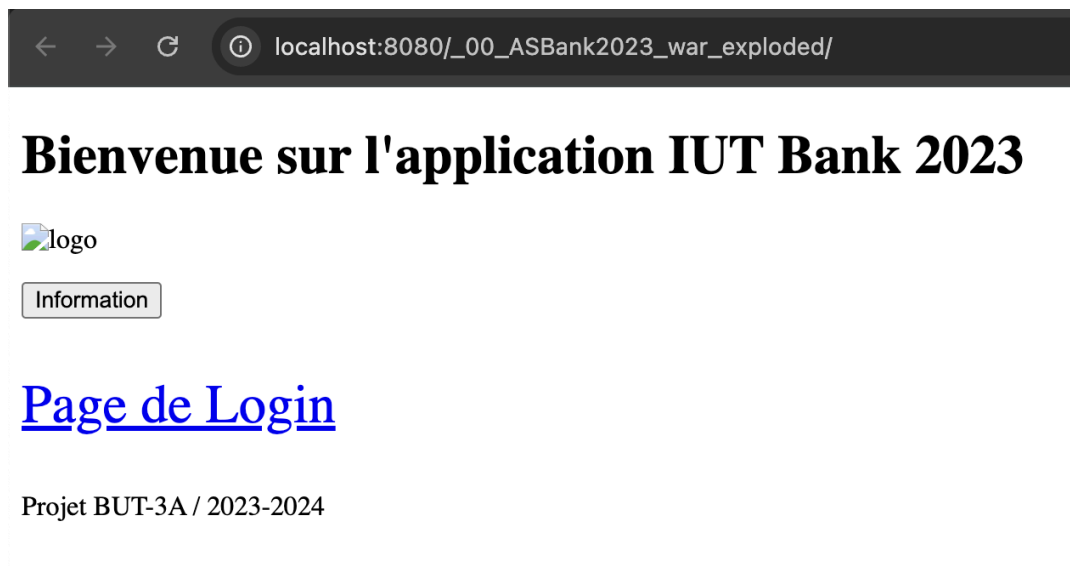 localhost:8080/_00_ASBank2023_war_exploded/
Bienvenue sur l'application IUT Bank 2023
logo
Information
Page de Login
Projet BUT-3A / 2023-2024